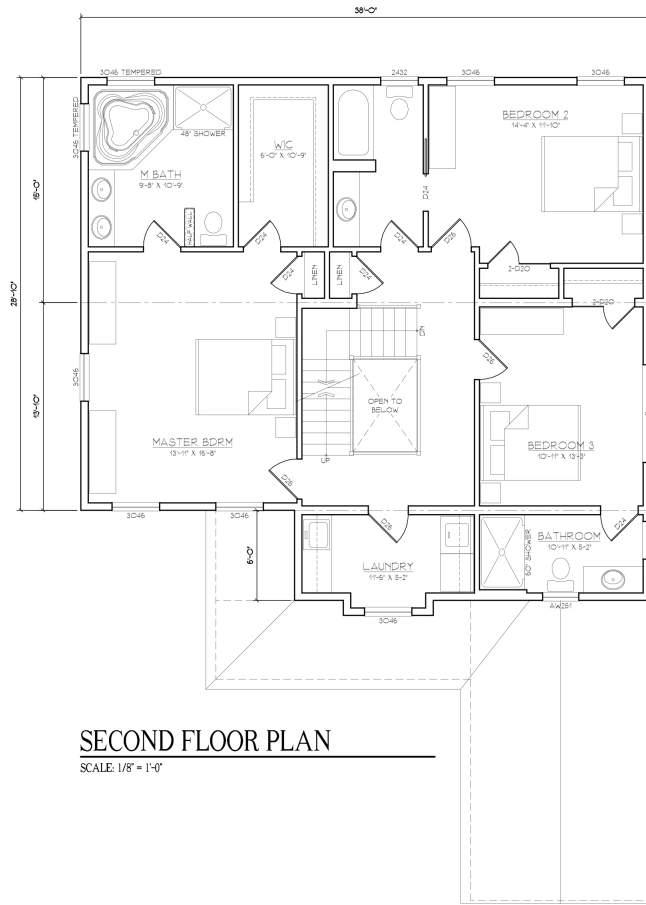 38'-0"
3046 TEMPERED
2432
3046
3046
3046 TEMPERED
48" SHOWER
BEDROOM 2
14'-4" X 11'-10"
WIC
6'-0" X 10'-9"
M BATH
9'-8" X 10'-9"
15'-0"
D24
HALF WALL
D24
D24
D24
D26
28'-10"
D24
LINEN
LINEN
D24
2-D20
2-D20
DN
D26
3046
OPEN TO
BELOW
13'-10"
MASTER BDRM
13'-11" X 16'-8"
UP
BEDROOM 3
10'-11" X 13'-3"
D26
3046
3046
D26
D24
6'-0"
LAUNDRY
11'-6" X 5'-2"
60" SHOWER
BATHROOM
10'-11" X 5'-2"
3046
AW251
SECOND FLOOR PLAN
SCALE: 1/8" = 1'-0"